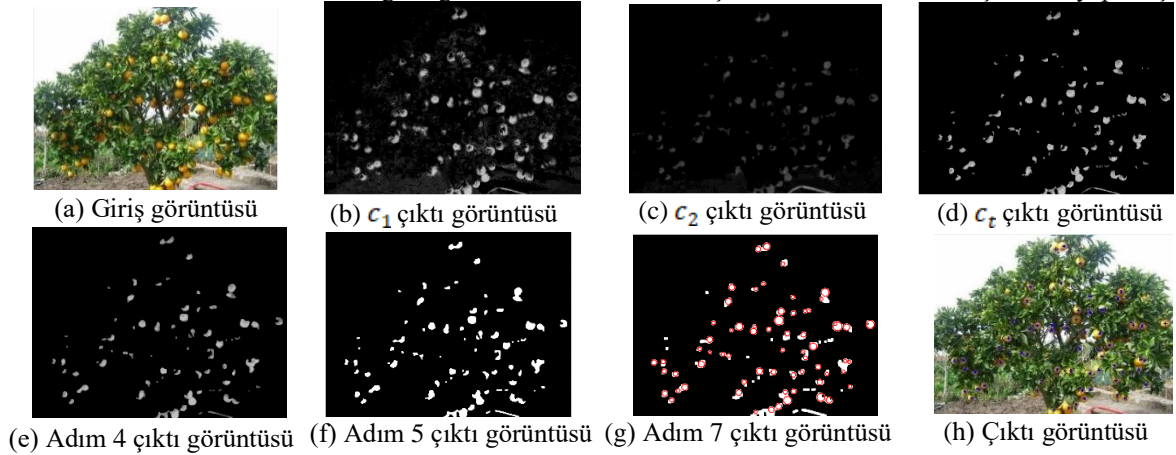 (a) Giriş görüntüsü
(b) c₁ çıktı görüntüsü
(c) c₂ çıktı görüntüsü
(d) cₜ çıktı görüntüsü
(e) Adım 4 çıktı görüntüsü
(f) Adım 5 çıktı görüntüsü
(g) Adım 7 çıktı görüntüsü
(h) Çıktı görüntüsü